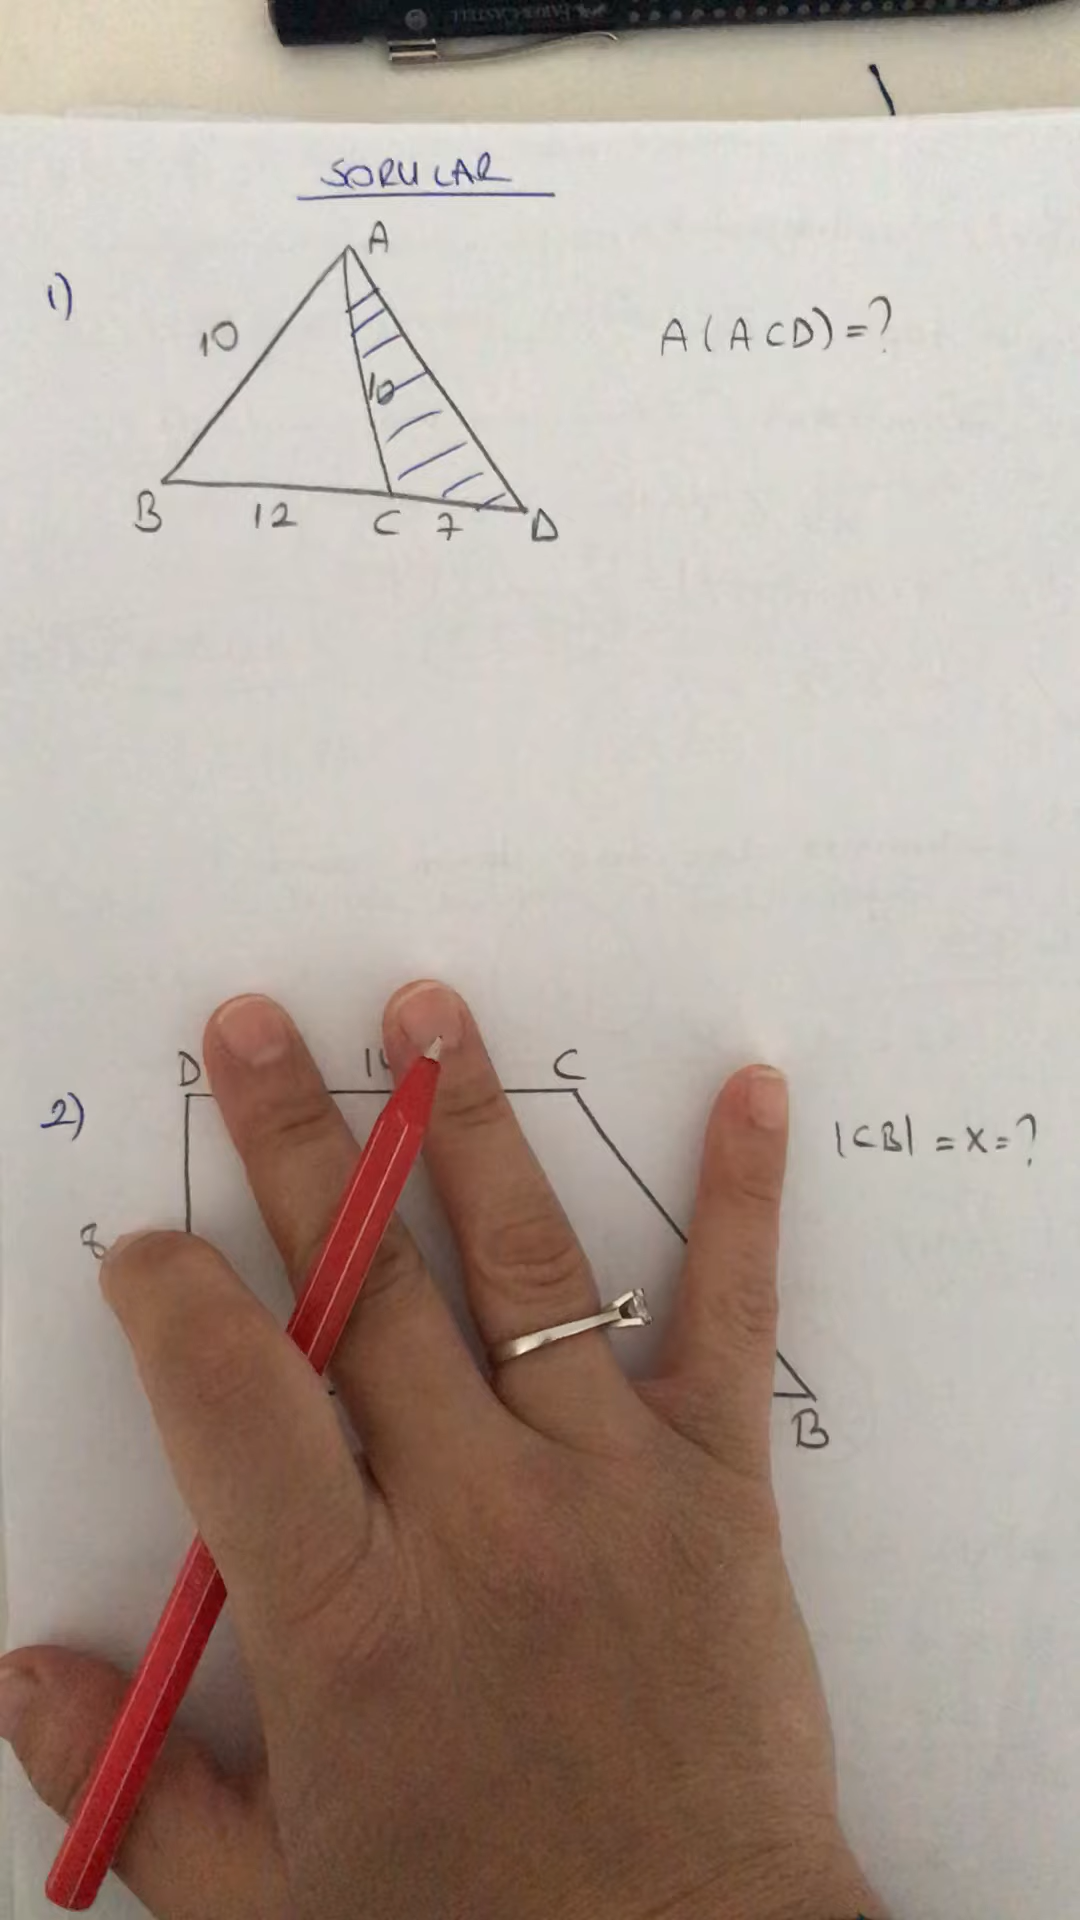 SORULAR
1)
A
10
10
B
12
C
7
D
A(ACD)=?
2)
D
C
8
B
|CB| = x = ?